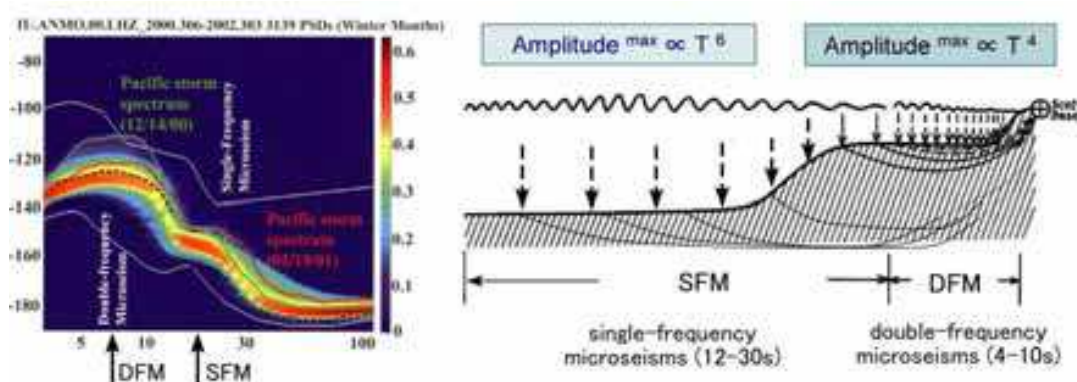 ANMO,00,LHZ_2000,306-2002,303 3139 PSDs (Winter Months)
Pacific storm
spectrum
(12/14/00)
Single-Frequency
Microseism
Pacific storm
spectrum
Double-frequency
Microseism
-80
-100
-120
-140
-160
-180
5
10
30
100
0.6
0.5
0.4
0.3
0.2
0.1
0
DFM
SFM
Amplitude max ∝ T 6
Amplitude max ∝ T 4
SFM
DFM
single-frequency
microseisms (12-30s)
double-frequency
microseisms (4-10s)